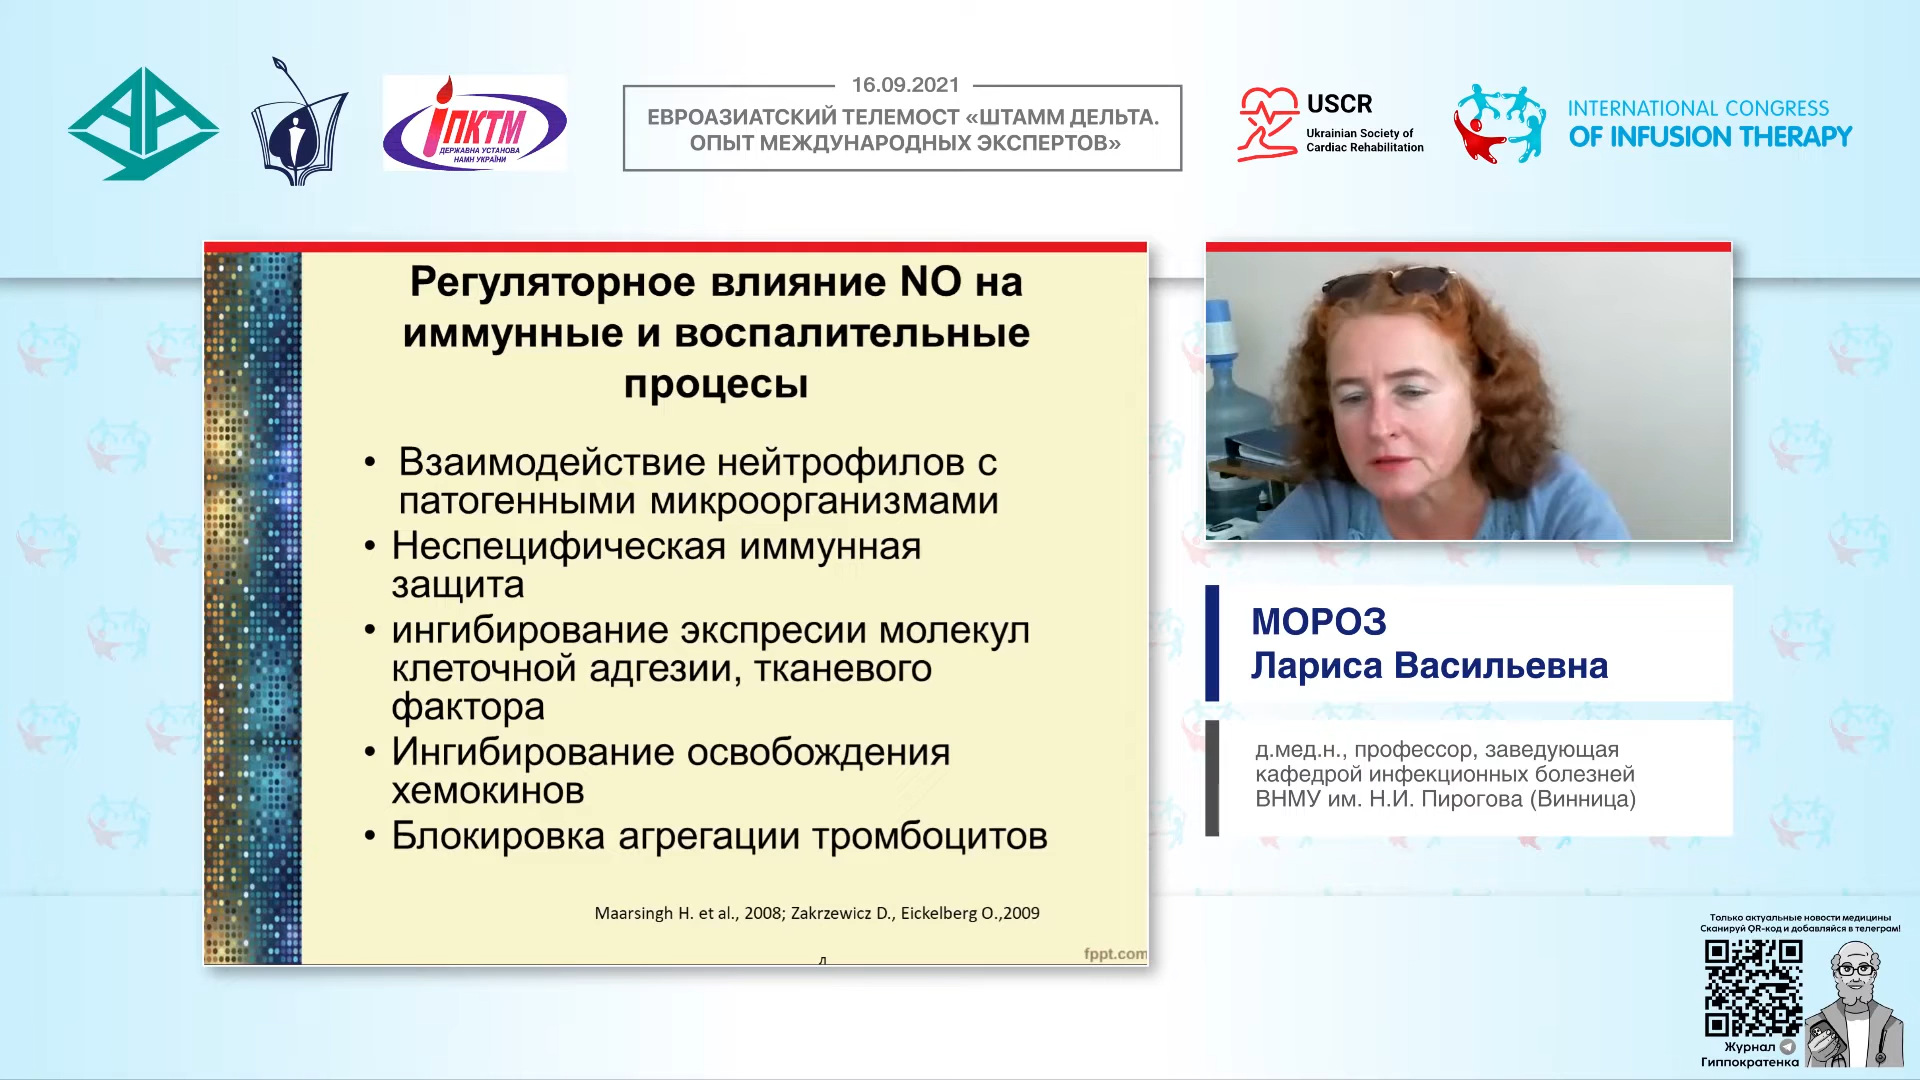 16.09.2021
ЕВРОАЗИАТСКИЙ ТЕЛЕМОСТ «ШТАММ ДЕЛЬТА.
ОПЫТ МЕЖДУНАРОДНЫХ ЭКСПЕРТОВ»
ІПКТМ
ДЕРЖАВНА УСТАНОВА
НАМН УКРАЇНИ
USCR
Ukrainian Society of
Cardiac Rehabilitation
INTERNATIONAL CONGRESS
OF INFUSION THERAPY
Регуляторное влияние NO на
иммунные и воспалительные
процесы
• Взаимодействие нейтрофилов с
патогенными микроорганизмами
• Неспецифическая иммунная
защита
• ингибирование экспресии молекул
клеточной адгезии, тканевого
фактора
• Ингибирование освобождения
хемокинов
• Блокировка агрегации тромбоцитов
Maarsingh H. et al., 2008; Zakrzewicz D., Eickelberg O.,2009
д
fppt.com
МОРОЗ
Лариса Васильевна
д.мед.н., профессор, заведующая
кафедрой инфекционных болезней
ВНМУ им. Н.И. Пирогова (Винница)
Только актуальные новости медицины
Сканируй QR-код и добавляйся в телеграм!
Журнал
Гиппократенка